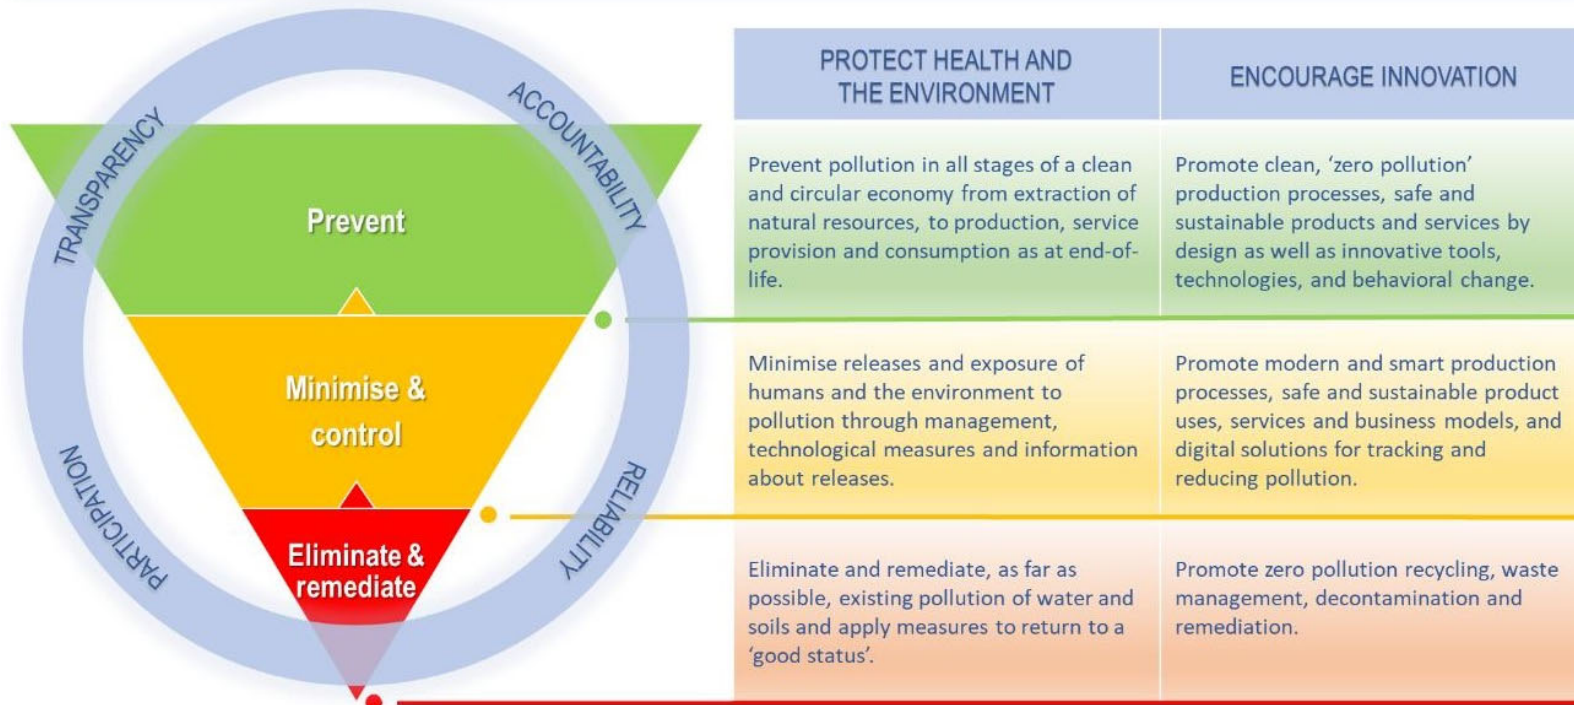 TRANSPARENCY
ACCOUNTABILITY
PARTICIPATION
RELIABILITY
Prevent
Minimise &
control
Eliminate &
remediate
PROTECT HEALTH AND
THE ENVIRONMENT
ENCOURAGE INNOVATION
Prevent pollution in all stages of a clean
and circular economy from extraction of
natural resources, to production, service
provision and consumption as at end-of-
life.
Promote clean, ‘zero pollution’
production processes, safe and
sustainable products and services by
design as well as innovative tools,
technologies, and behavioral change.
Minimise releases and exposure of
humans and the environment to
pollution through management,
technological measures and information
about releases.
Promote modern and smart production
processes, safe and sustainable product
uses, services and business models, and
digital solutions for tracking and
reducing pollution.
Eliminate and remediate, as far as
possible, existing pollution of water and
soils and apply measures to return to a
‘good status’.
Promote zero pollution recycling, waste
management, decontamination and
remediation.